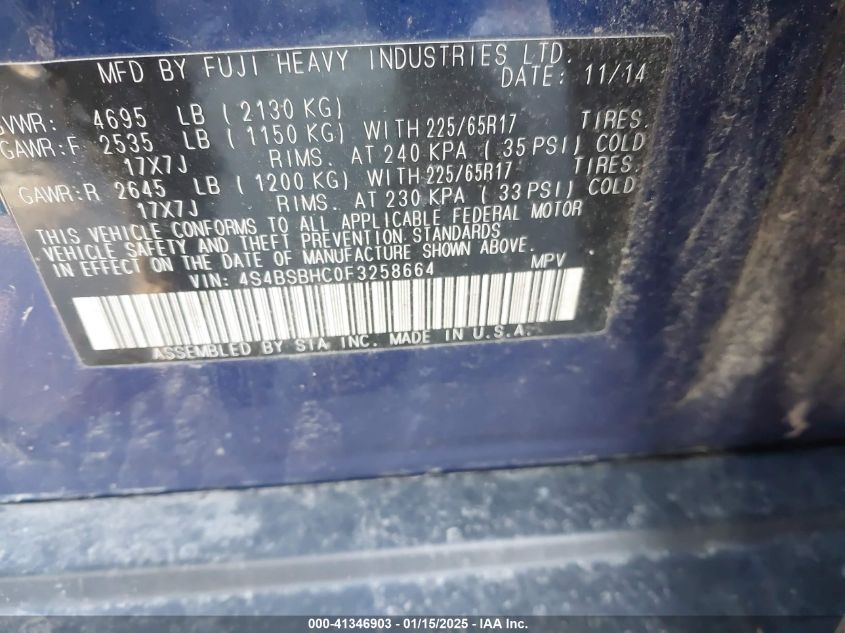 MFD BY FUJI HEAVY INDUSTRIES LTD.
DATE: 11/14
GVWR: 4695 LB (2130 KG)
GAWR:F 2535 LB (1150 KG) WITH 225/65R17 TIRES.
17X7J RIMS. AT 240 KPA (35 PSI) COLD
GAWR:R 2645 LB (1200 KG) WITH 225/65R17 TIRES.
17X7J RIMS. AT 230 KPA (33 PSI) COLD
THIS VEHICLE CONFORMS TO ALL APPLICABLE FEDERAL MOTOR
VEHICLE SAFETY AND THEFT PREVENTION STANDARDS
IN EFFECT ON THE DATE OF MANUFACTURE SHOWN ABOVE.
VIN: 4S4BSBHC0F3258664 MPV
ASSEMBLED BY SIA INC. MADE IN U.S.A.
000-41346903 - 01/15/2025 - IAA Inc.